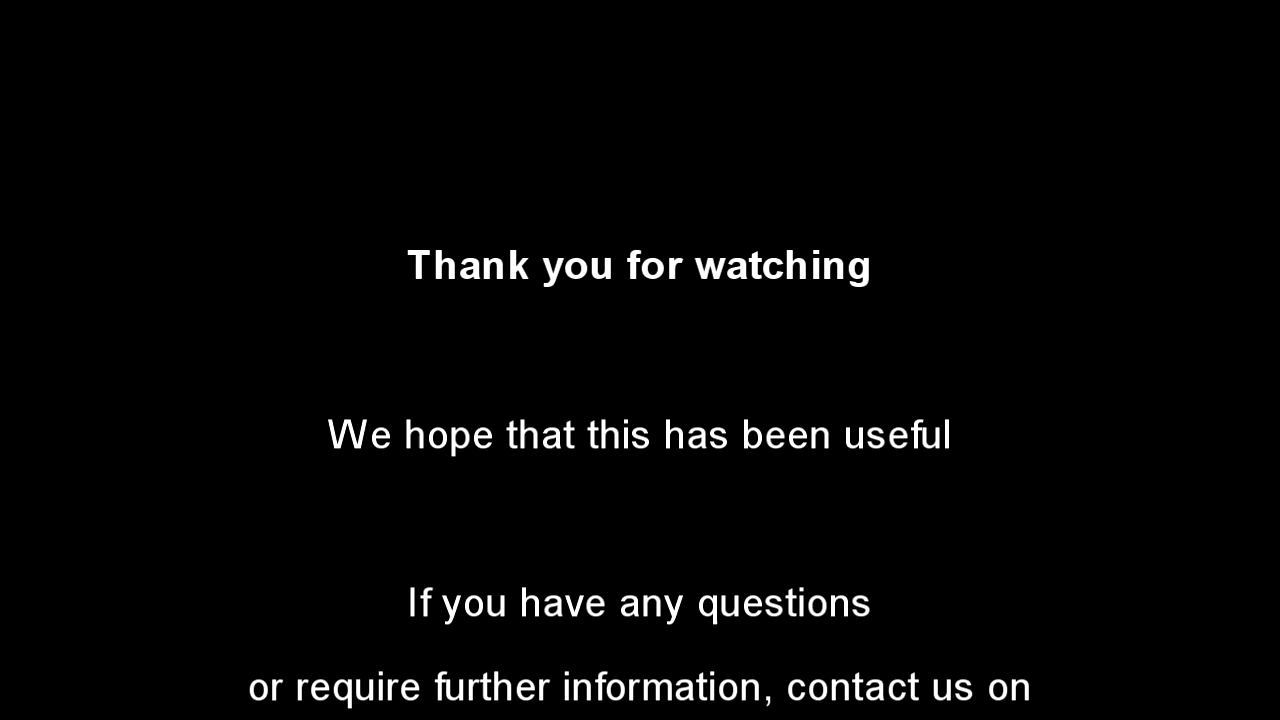 Thank you for watching
We hope that this has been useful
If you have any questions
or require further information, contact us on